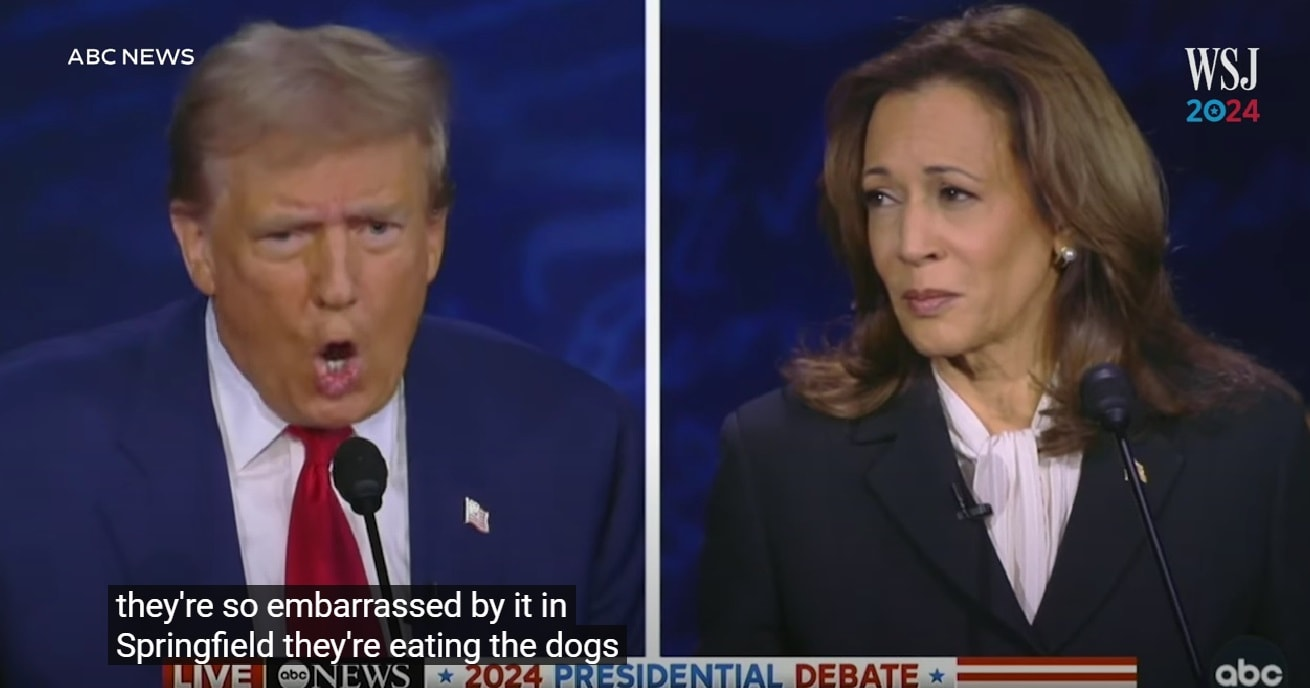 ABC NEWS
WSJ
2024
they're so embarrassed by it in
Springfield they're eating the dogs
LIVE abc NEWS ★ 2024 PRESIDENTIAL DEBATE ★
abc